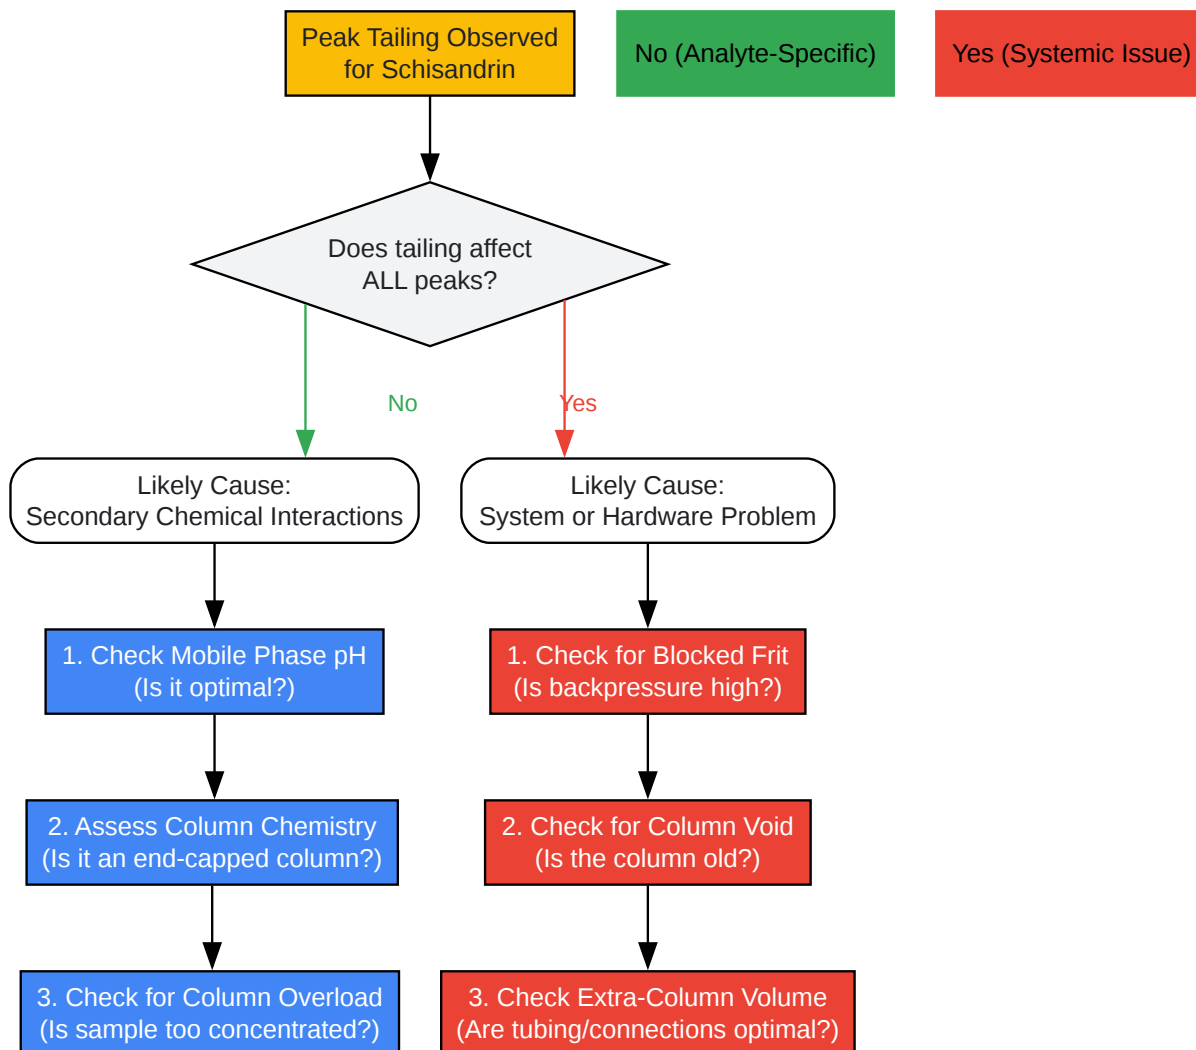 Peak Tailing Observed
for Schisandrin
No (Analyte-Specific)
Yes (Systemic Issue)
Does tailing affect
ALL peaks?
No
Yes
Likely Cause:
Secondary Chemical Interactions
Likely Cause:
System or Hardware Problem
1. Check Mobile Phase pH
(Is it optimal?)
1. Check for Blocked Frit
(Is backpressure high?)
2. Assess Column Chemistry
(Is it an end-capped column?)
2. Check for Column Void
(Is the column old?)
3. Check for Column Overload
(Is sample too concentrated?)
3. Check Extra-Column Volume
(Are tubing/connections optimal?)